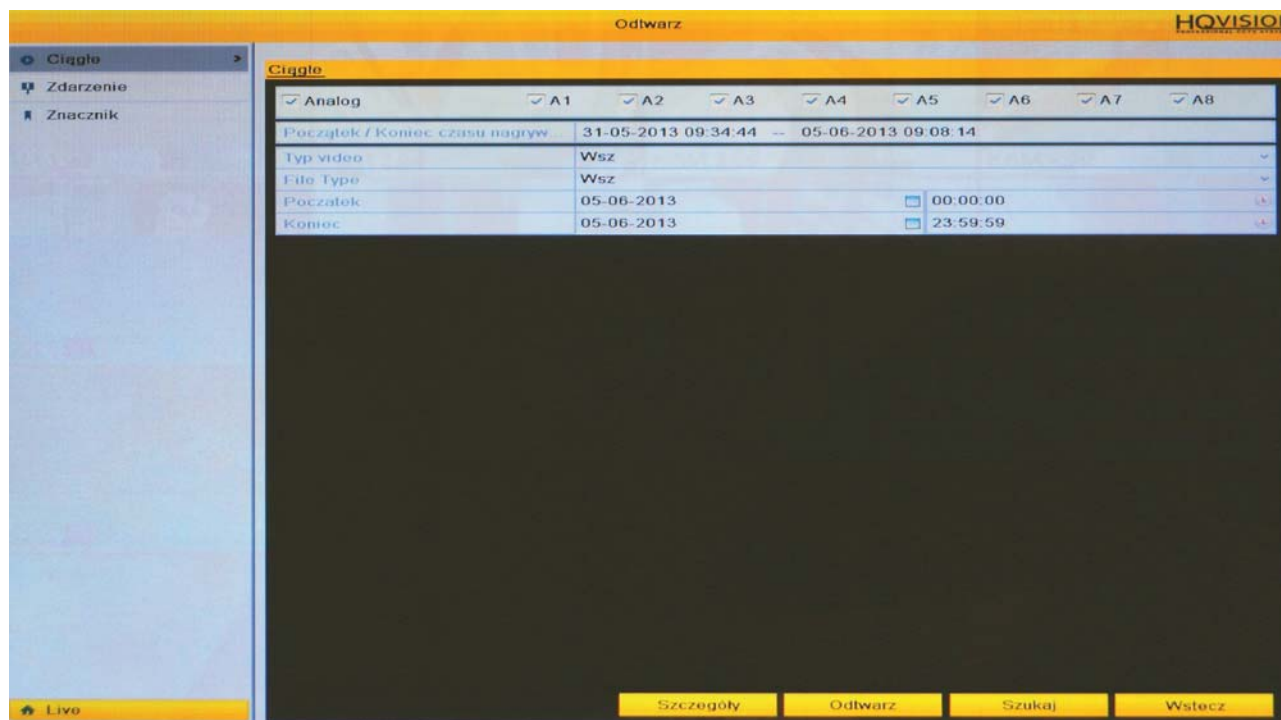 Odtwarz
HQVISIO
Ciągłe
Zdarzenie
Znacznik
Ciągłe
Analog A1 A2 A3 A4 A5 A6 A7 A8
Początek / Koniec czasu nagryw... 31-05-2013 09:34:44 -- 05-06-2013 09:08:14
Typ video Wsz
File Type Wsz
Początek 05-06-2013 00:00:00
Koniec 05-06-2013 23:59:59
Live
Szczegóły Odtwarz Szukaj Wstecz